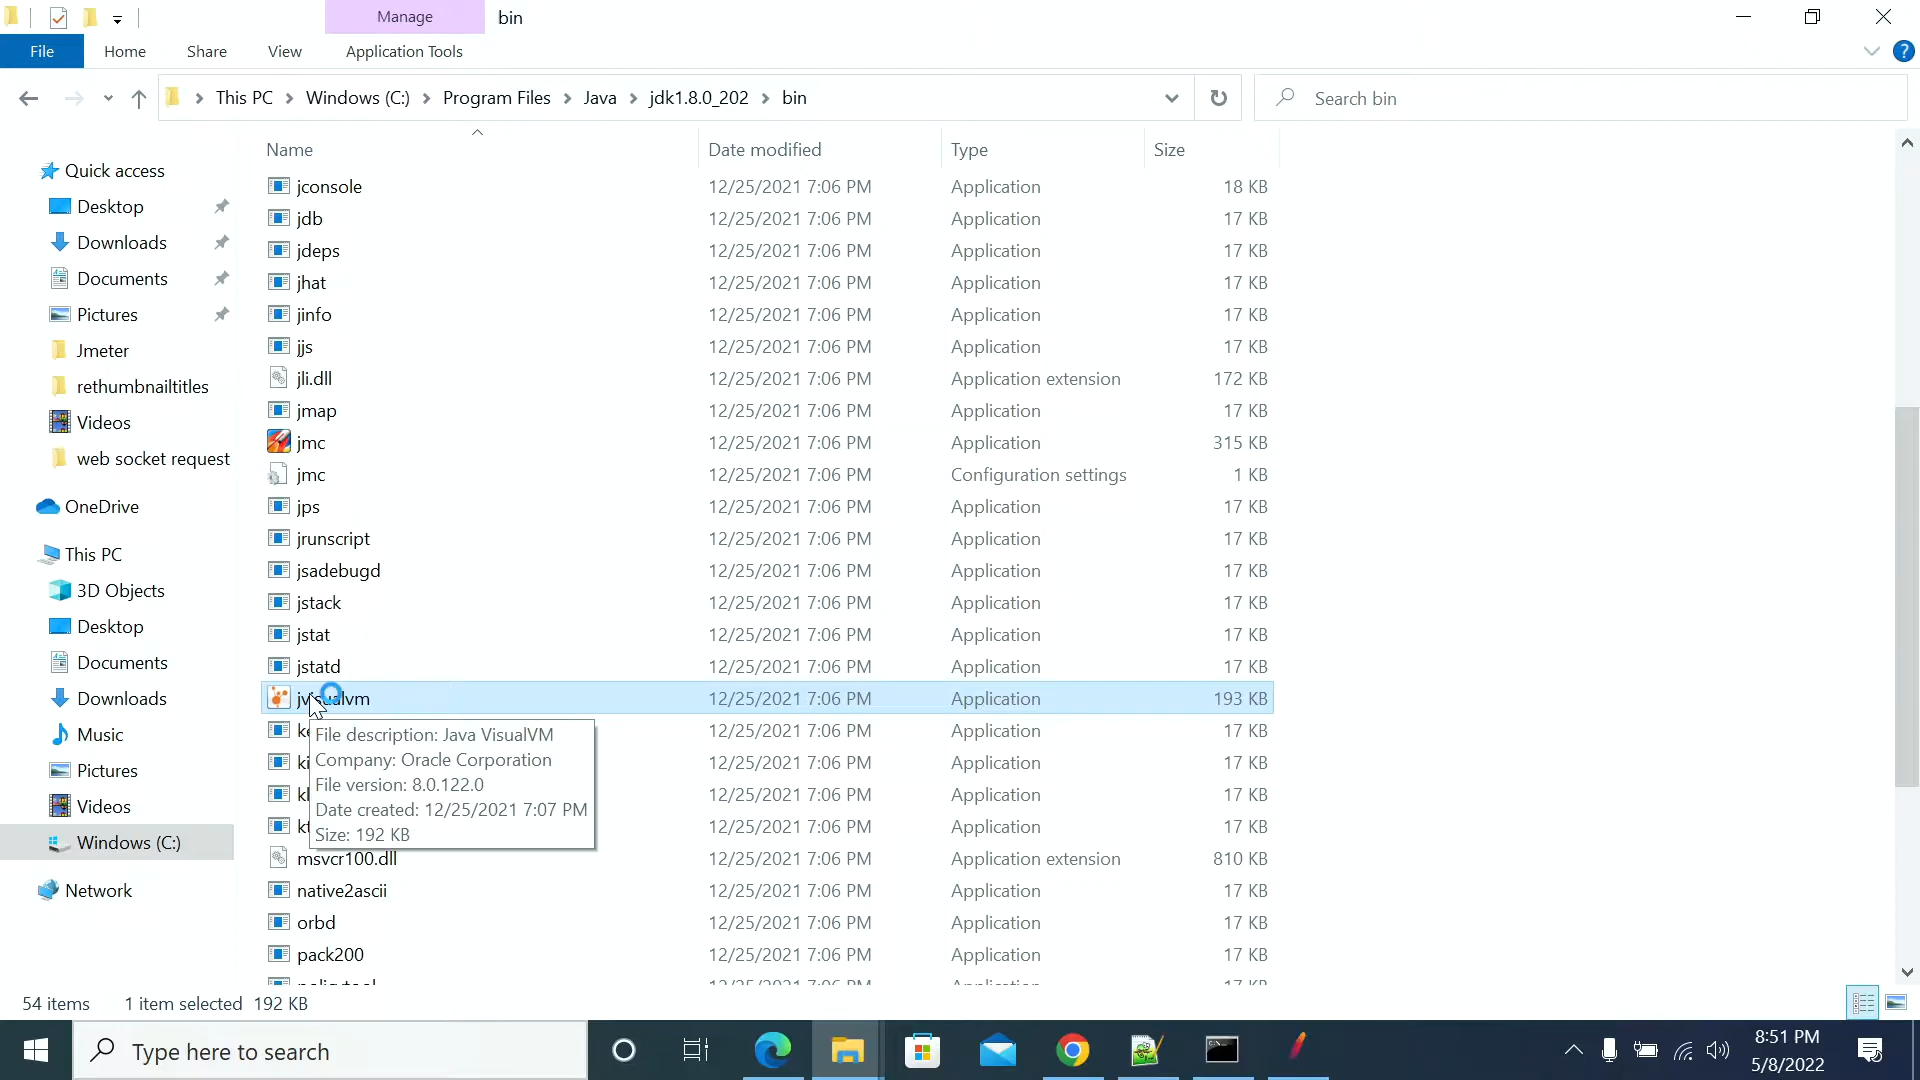 Manage
bin
File
Home
Share
View
Application Tools
?
This PC
Windows (C:)
Program Files
Java
jdk1.8.0_202
bin
Search bin
Name
Date modified
Type
Size
Quick access
Desktop
Downloads
Documents
Pictures
Jmeter
rethumbnailtitles
Videos
web socket request
OneDrive
This PC
3D Objects
Desktop
Documents
Downloads
Music
Pictures
Videos
Windows (C:)
Network
jconsole 12/25/2021 7:06 PM Application 18 KB
jdb 12/25/2021 7:06 PM Application 17 KB
jdeps 12/25/2021 7:06 PM Application 17 KB
jhat 12/25/2021 7:06 PM Application 17 KB
jinfo 12/25/2021 7:06 PM Application 17 KB
jjs 12/25/2021 7:06 PM Application 17 KB
jli.dll 12/25/2021 7:06 PM Application extension 172 KB
jmap 12/25/2021 7:06 PM Application 17 KB
jmc 12/25/2021 7:06 PM Application 315 KB
jmc 12/25/2021 7:06 PM Configuration settings 1 KB
jps 12/25/2021 7:06 PM Application 17 KB
jrunscript 12/25/2021 7:06 PM Application 17 KB
jsadebugd 12/25/2021 7:06 PM Application 17 KB
jstack 12/25/2021 7:06 PM Application 17 KB
jstat 12/25/2021 7:06 PM Application 17 KB
jstatd 12/25/2021 7:06 PM Application 17 KB
jvisualvm 12/25/2021 7:06 PM Application 193 KB
12/25/2021 7:06 PM Application 17 KB
12/25/2021 7:06 PM Application 17 KB
12/25/2021 7:06 PM Application 17 KB
12/25/2021 7:06 PM Application 17 KB
File description: Java VisualVM
Company: Oracle Corporation
File version: 8.0.122.0
Date created: 12/25/2021 7:07 PM
Size: 192 KB
msvcr100.dll 12/25/2021 7:06 PM Application extension 810 KB
native2ascii 12/25/2021 7:06 PM Application 17 KB
orbd 12/25/2021 7:06 PM Application 17 KB
pack200 12/25/2021 7:06 PM Application 17 KB
54 items
1 item selected 192 KB
Type here to search
8:51 PM
5/8/2022